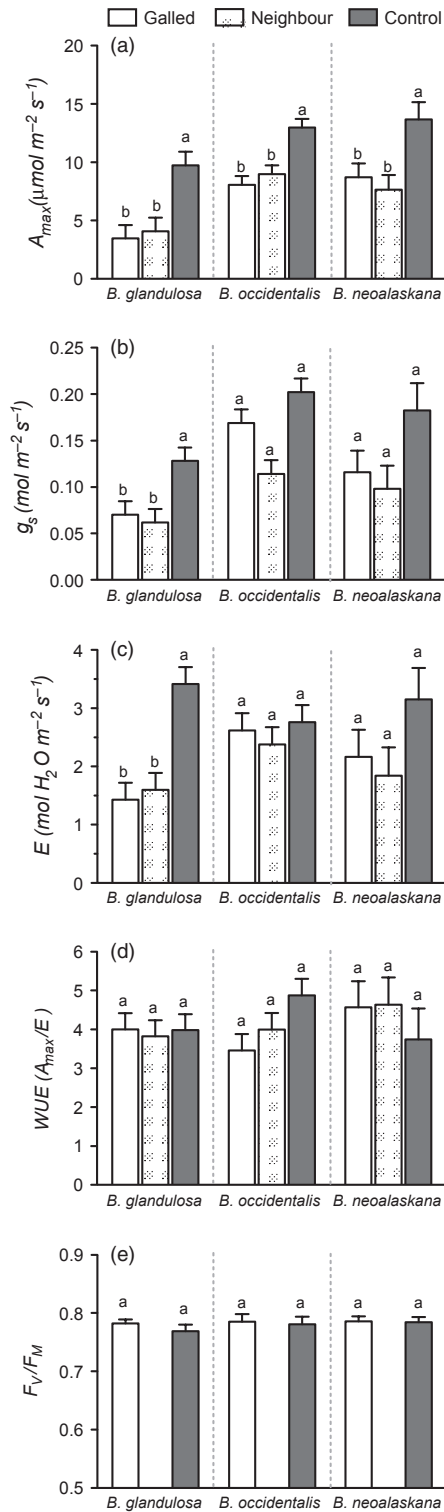 Galled Neighbour Control
(a)
A_max (µmol m⁻² s⁻¹)
20
15
10
5
0
b b a b b a b b a
B. glandulosa B. occidentalis B. neoalaskana
(b)
g_s (mol m⁻² s⁻¹)
0.25
0.20
0.15
0.10
0.05
0.00
b b a a a a a a a
B. glandulosa B. occidentalis B. neoalaskana
(c)
E (mol H₂O m⁻² s⁻¹)
4
3
2
1
0
b b a a a a a a a
B. glandulosa B. occidentalis B. neoalaskana
(d)
WUE (A_max/E)
6
5
4
3
2
1
0
a a a a a a a a a
B. glandulosa B. occidentalis B. neoalaskana
(e)
F_V/F_M
0.9
0.8
0.7
0.6
0.5
a a a a a a
B. glandulosa B. occidentalis B. neoalaskana